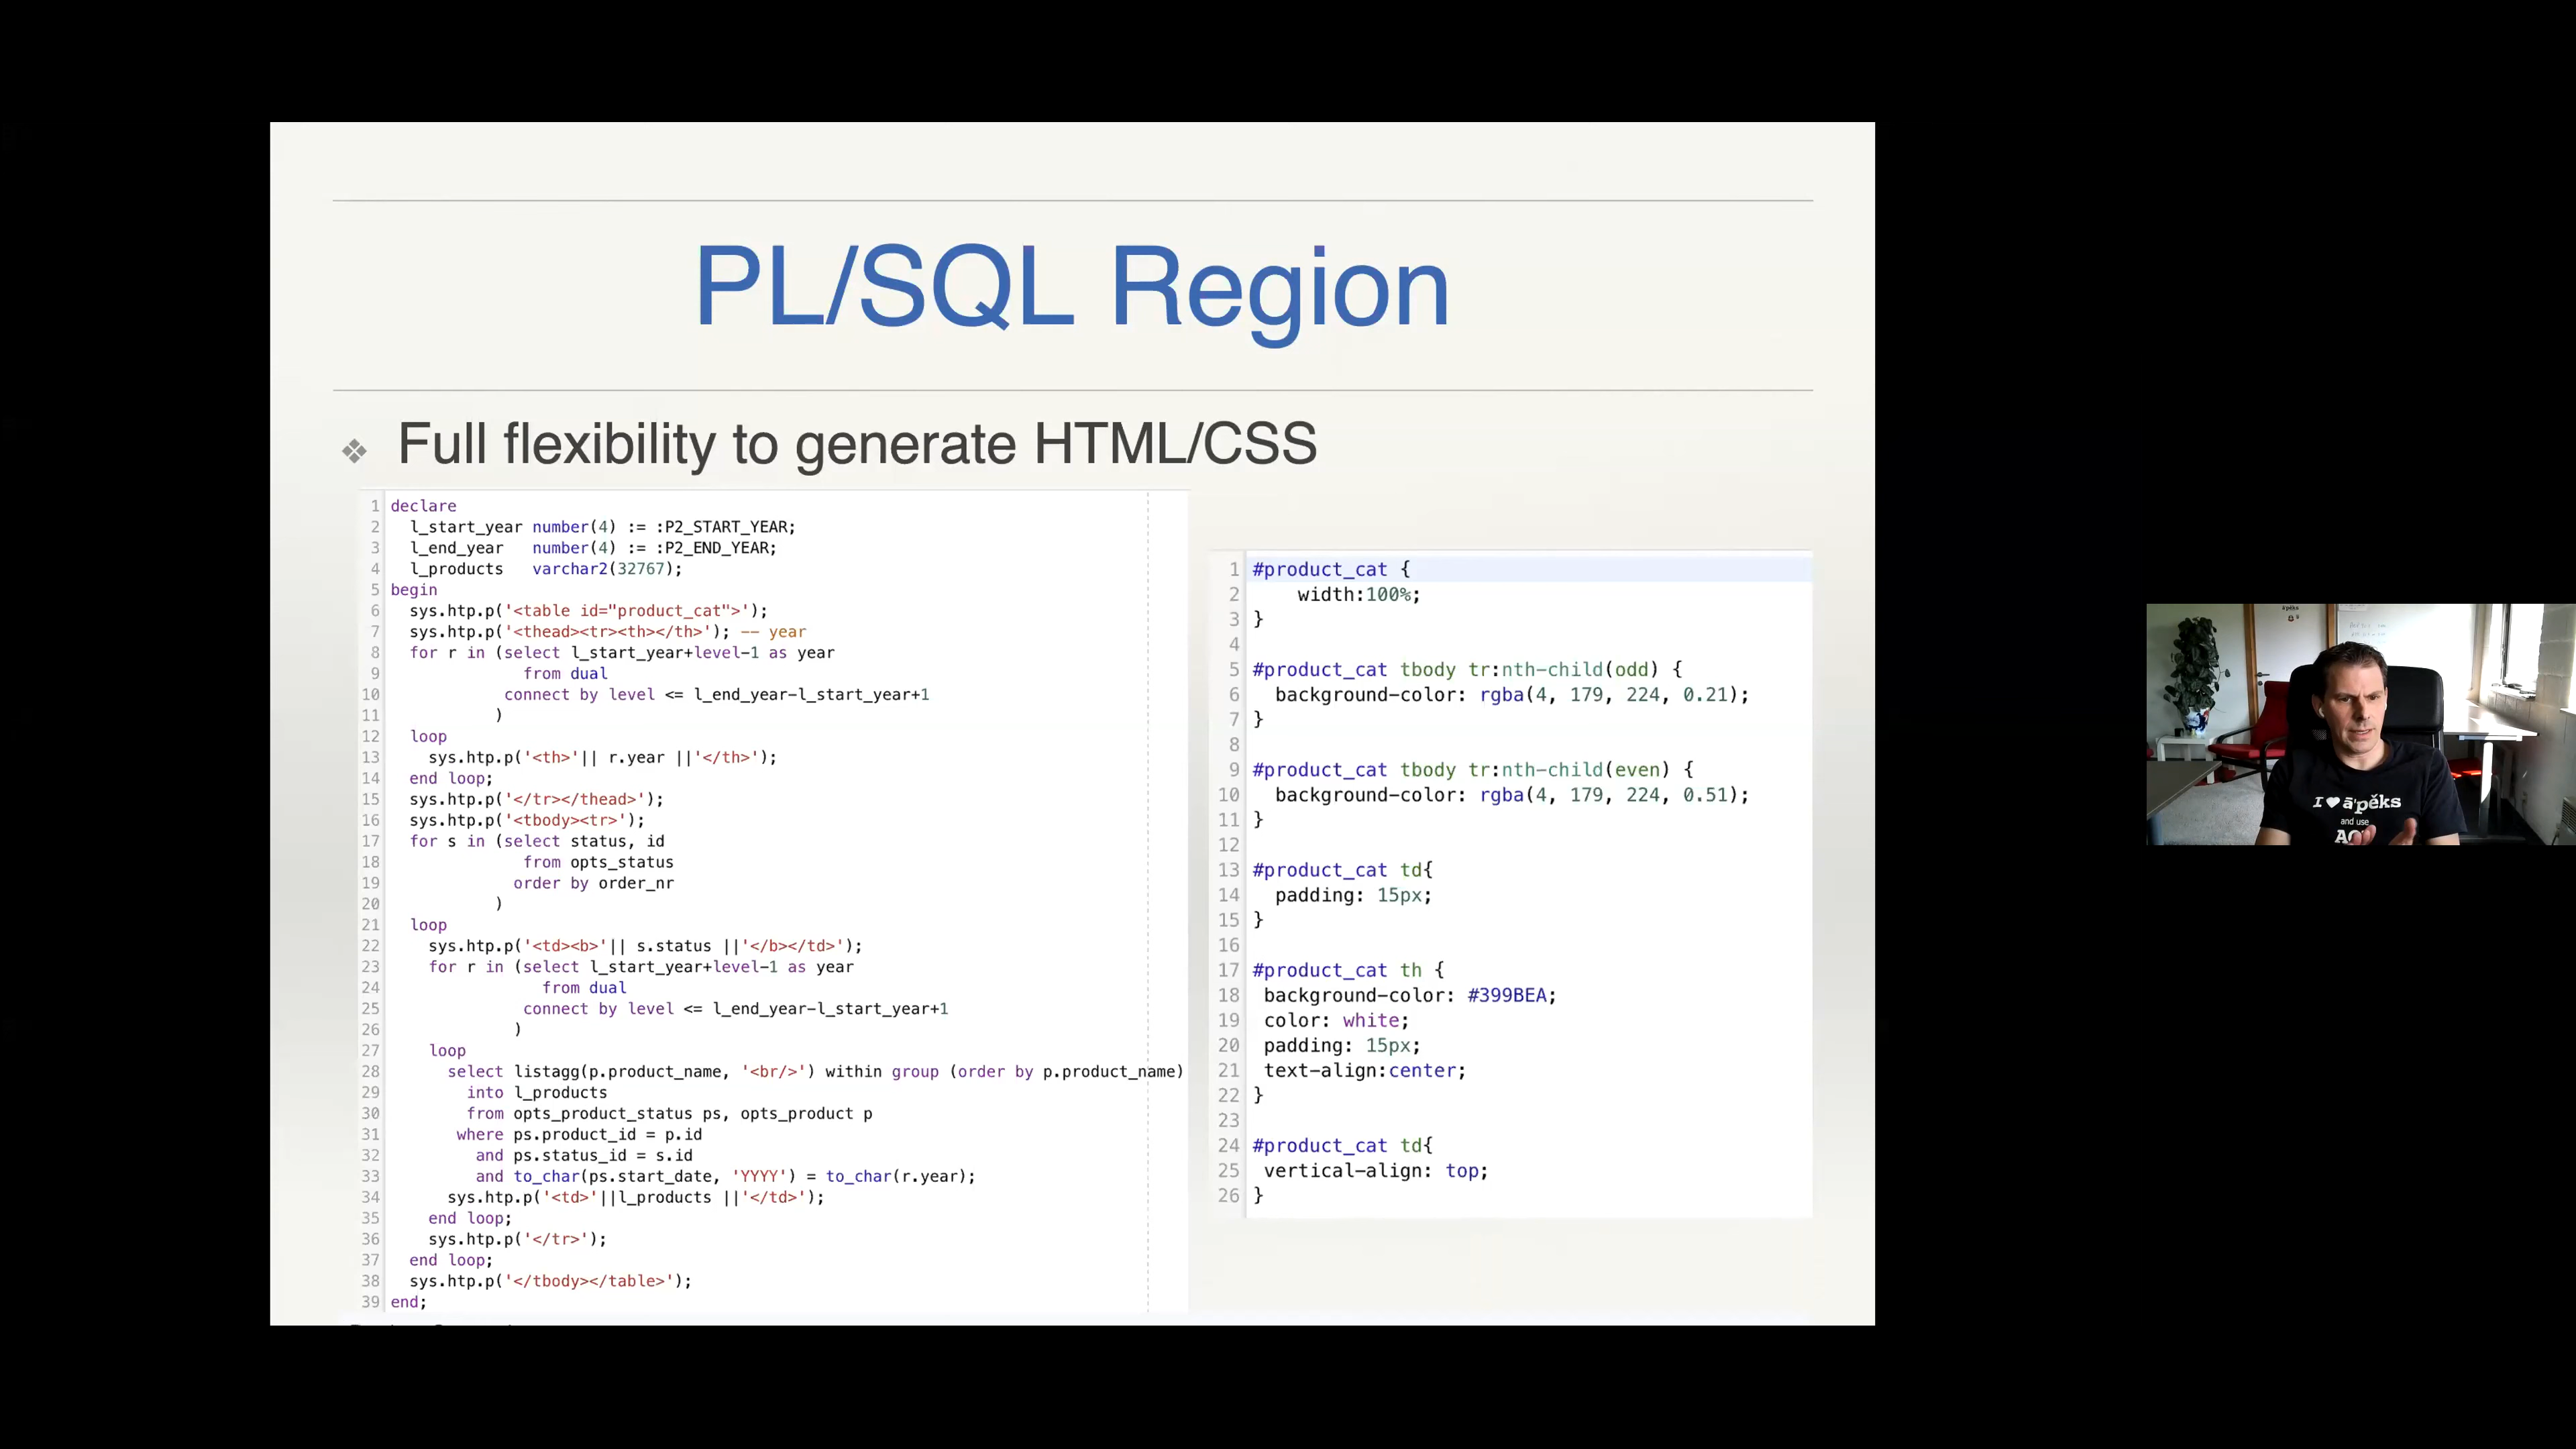 PL/SQL Region
❖ Full flexibility to generate HTML/CSS
1 declare
2   l_start_year number(4) := :P2_START_YEAR;
3   l_end_year   number(4) := :P2_END_YEAR;
4   l_products   varchar2(32767);
5 begin
6   sys.htp.p('<table id="product_cat">');
7   sys.htp.p('<thead><tr><th></th>'); -- year
8   for r in (select l_start_year+level-1 as year
9               from dual
10             connect by level <= l_end_year-l_start_year+1
11            )
12   loop
13     sys.htp.p('<th>'|| r.year ||'</th>');
14   end loop;
15   sys.htp.p('</tr></thead>');
16   sys.htp.p('<tbody><tr>');
17   for s in (select status, id
18               from opts_status
19              order by order_nr
20            )
21   loop
22     sys.htp.p('<td><b>'|| s.status ||'</b></td>');
23     for r in (select l_start_year+level-1 as year
24                 from dual
25               connect by level <= l_end_year-l_start_year+1
26              )
27     loop
28       select listagg(p.product_name, '<br/>') within group (order by p.product_name)
29         into l_products
30         from opts_product_status ps, opts_product p
31        where ps.product_id = p.id
32          and ps.status_id = s.id
33          and to_char(ps.start_date, 'YYYY') = to_char(r.year);
34       sys.htp.p('<td>'||l_products ||'</td>');
35     end loop;
36     sys.htp.p('</tr>');
37   end loop;
38   sys.htp.p('</tbody></table>');
39 end;
1 #product_cat {
2     width:100%;
3 }
4
5 #product_cat tbody tr:nth-child(odd) {
6   background-color: rgba(4, 179, 224, 0.21);
7 }
8
9 #product_cat tbody tr:nth-child(even) {
10   background-color: rgba(4, 179, 224, 0.51);
11 }
12
13 #product_cat td{
14   padding: 15px;
15 }
16
17 #product_cat th {
18  background-color: #399BEA;
19  color: white;
20  padding: 15px;
21  text-align:center;
22 }
23
24 #product_cat td{
25  vertical-align: top;
26 }
I ♥ ā'pěks
and use